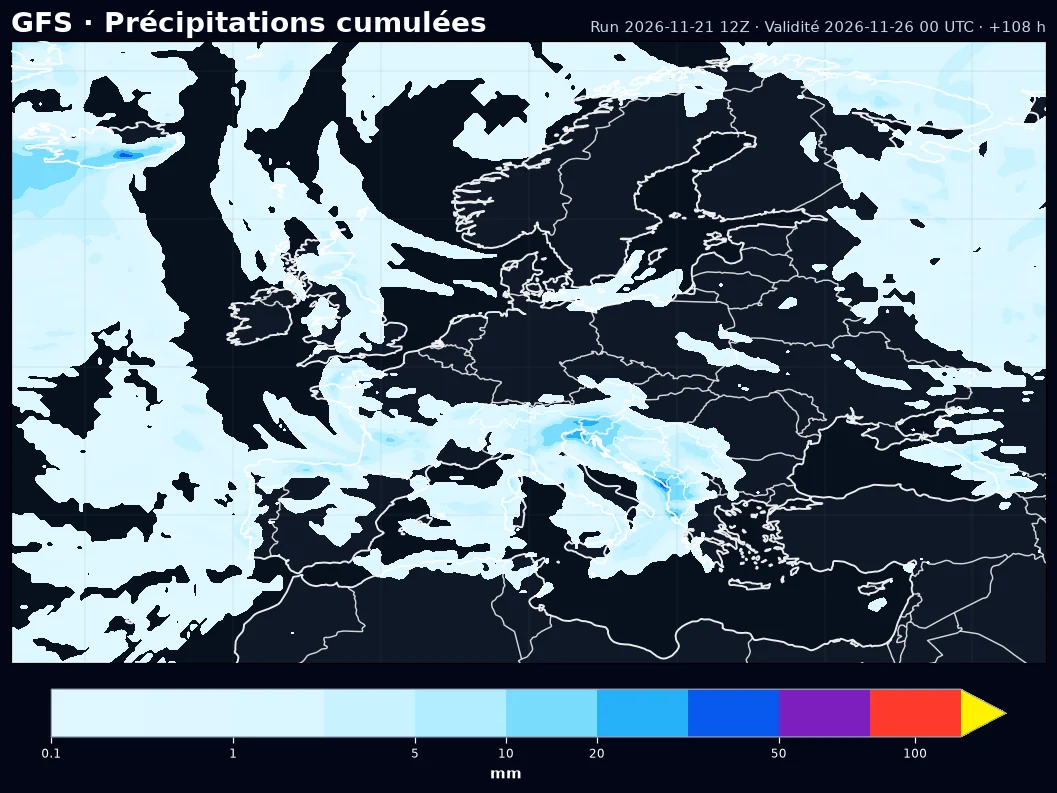 GFS · Précipitations cumulées
Run 2026-11-21 12Z · Validité 2026-11-26 00 UTC · +108 h
0.1 1 5 10 20 50 100
mm